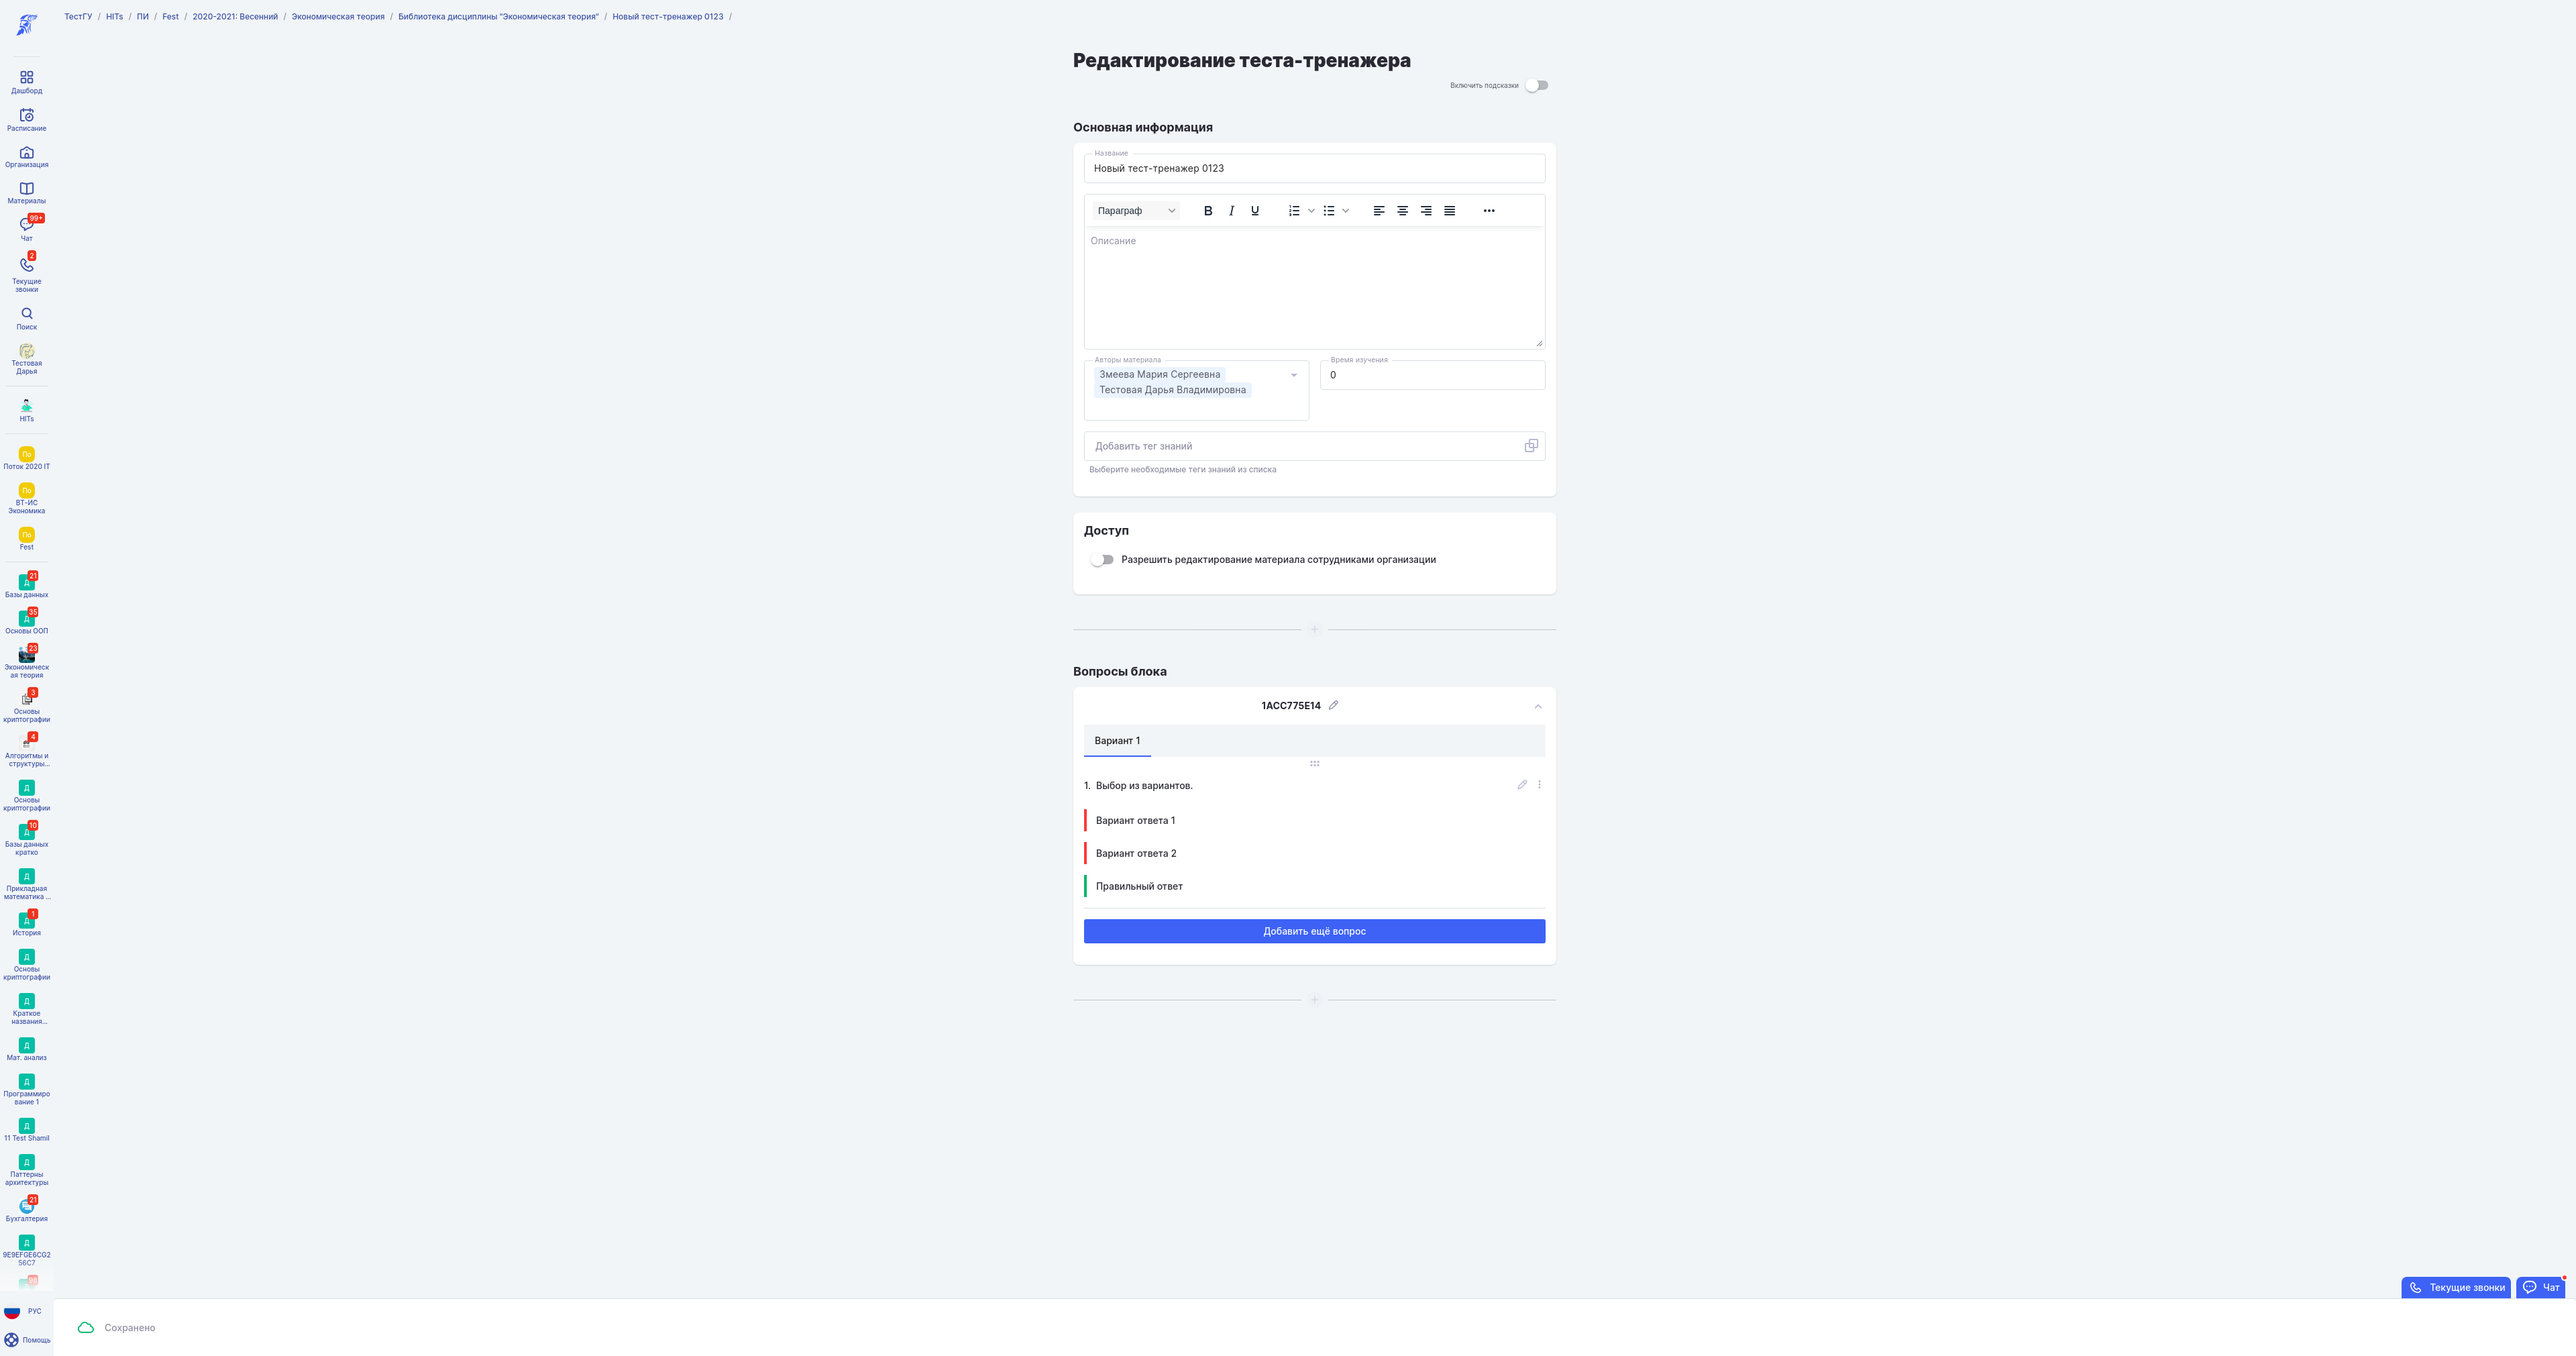 ТестГУ / HITs / ПИ / Fest / 2020-2021: Весенний / Экономическая теория / Библиотека дисциплины "Экономическая теория" / Новый тест-тренажер 0123 /
Дашборд
Расписание
Организация
Материалы
99+
Чат
2
Текущие
звонки
Поиск
Тестовая
Дарья
HITs
По
Поток 2020 IT
По
ВТ-ИС
Экономика
По
Fest
21
Д
Базы данных
35
Д
Основы ООП
23
Экономическ
ая теория
3
Основы
криптографии
4
Алгоритмы и
структуры...
Д
Основы
криптографии
10
Д
Базы данных
кратко
Д
Прикладная
математика ...
1
Д
История
Д
Основы
криптографии
Д
Краткое
названия...
Д
Мат. анализ
Д
Программиро
вание 1
Д
11 Test Shamil
Д
Паттерны
архитектуры
21
Бухгалтерия
Д
9E9EFGE6CG2
56C7
РУС
Помощь
Редактирование теста-тренажера
Включить подсказки
Основная информация
Название
Новый тест-тренажер 0123
Параграф
Описание
Авторы материала
Змеева Мария Сергеевна
Тестовая Дарья Владимировна
Время изучения
0
Добавить тег знаний
Выберите необходимые теги знаний из списка
Доступ
Разрешить редактирование материала сотрудниками организации
Вопросы блока
1ACC775E14
Вариант 1
1. Выбор из вариантов.
Вариант ответа 1
Вариант ответа 2
Правильный ответ
Добавить ещё вопрос
Текущие звонки
Чат
Сохранено